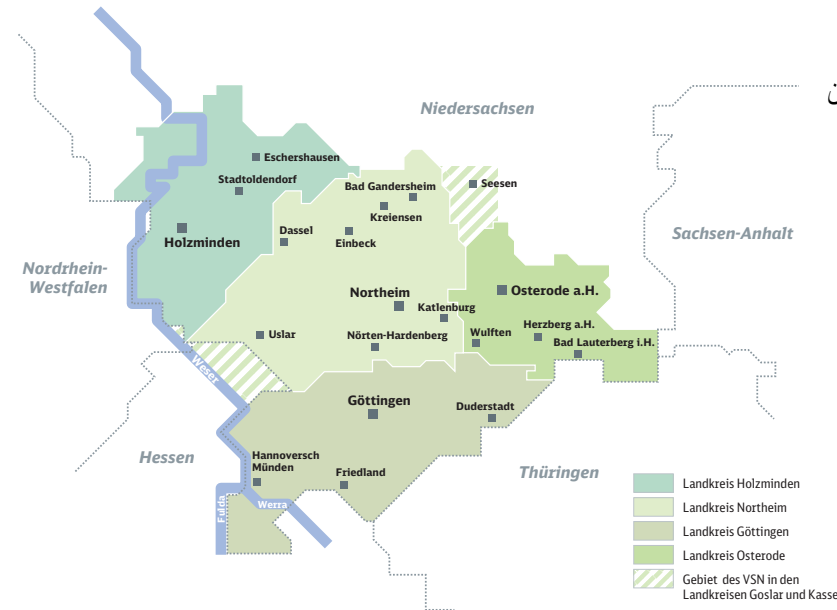 Niedersachsen
ن
Eschershausen
Stadtoldendorf
Bad Gandersheim
Seesen
Kreiensen
Dassel
Holzminden
Einbeck
Sachsen-Anhalt
Nordrhein-
Westfalen
Northeim
Osterode a.H.
Katlenburg
Uslar
Nörten-Hardenberg
Wulften
Herzberg a.H.
Bad Lauterberg i.H.
Weser
Göttingen
Duderstadt
Hessen
Hannoversch
Münden
Friedland
Thüringen
Fulda
Werra
Landkreis Holzminden
Landkreis Northeim
Landkreis Göttingen
Landkreis Osterode
Gebiet des VSN in den
Landkreisen Goslar und Kasse